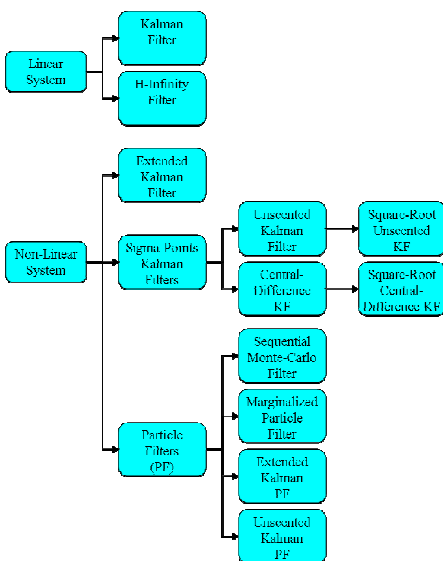 Kalman
Filter
Linear
System
H-Infinity
Filter
Extended
Kalman
Filter
Non-Linear
System
Sigma Points
Kalman
Filters
Unscented
Kalman
Filter
Square-Root
Unscented
KF
Central-
Difference
KF
Square-Root
Central-
Difference KF
Particle
Filters
(PF)
Sequential
Monte-Carlo
Filter
Marginalized
Particle
Filter
Extended
Kalman
PF
Unscented
Kalman
PF